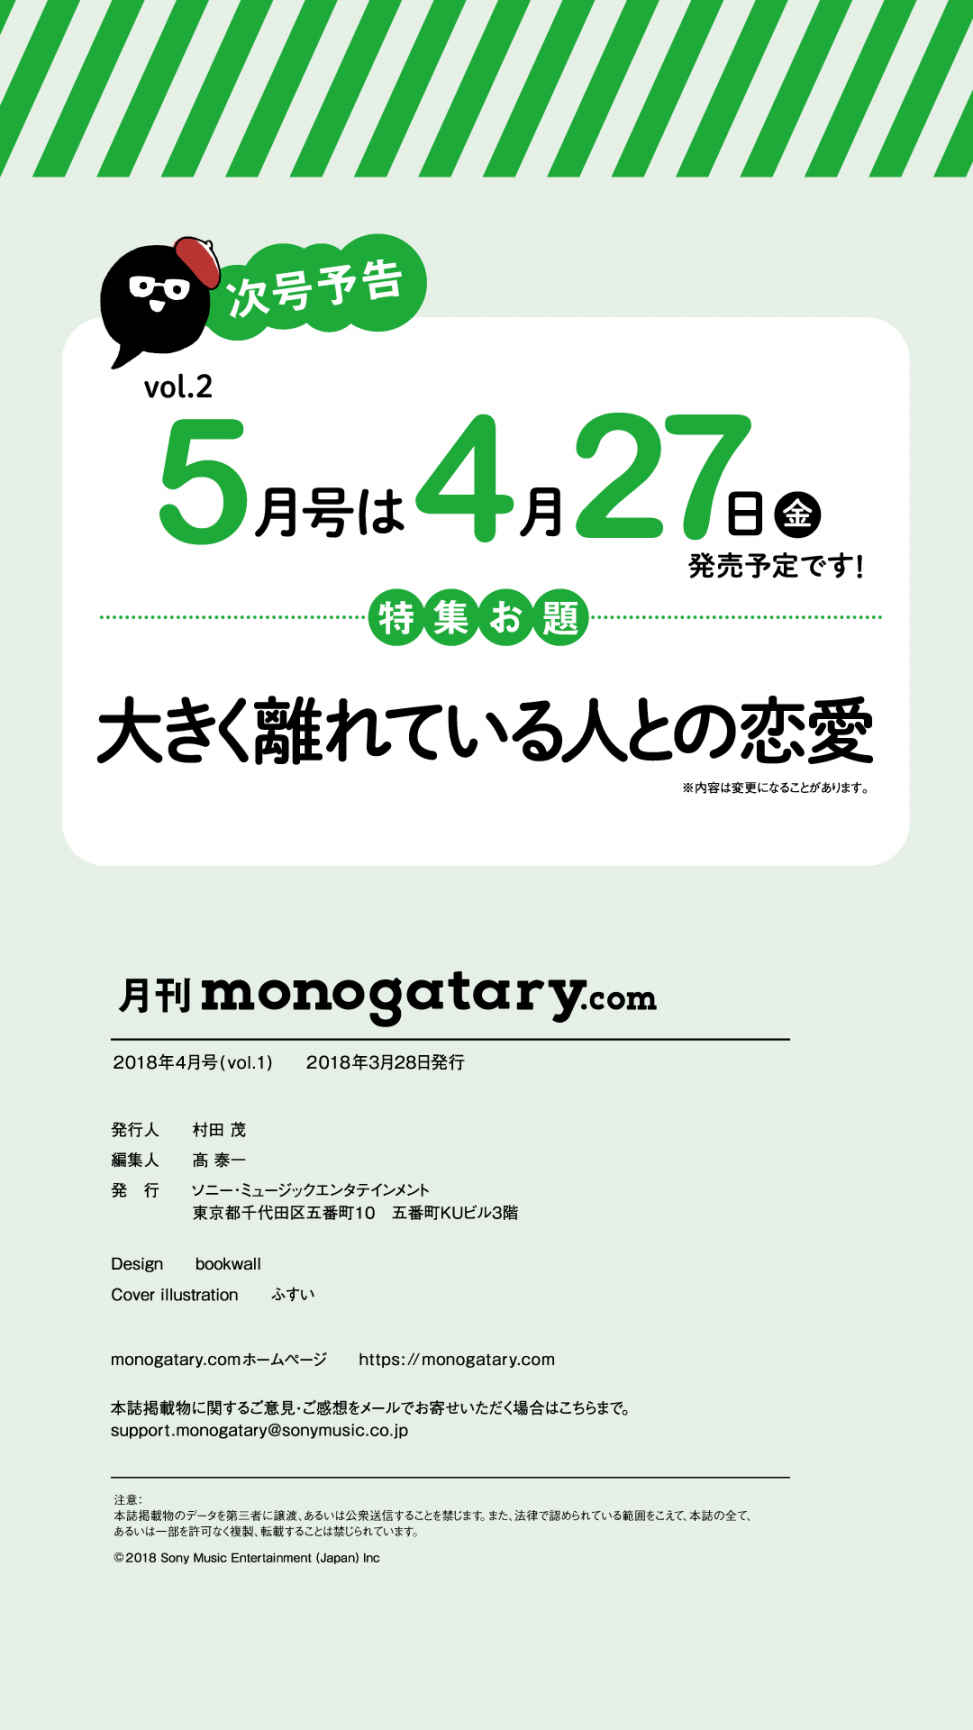 次号予告
vol.2
5月号は4月27日金
発売予定です!
特集お題
大きく離れている人との恋愛
※内容は変更になることがあります。
月刊 monogatary.com
2018年4月号(vol.1)　2018年3月28日発行
発行人　村田 茂
編集人　髙 泰一
発　行　ソニー・ミュージックエンタテインメント
東京都千代田区五番町10　五番町KUビル3階
Design　bookwall
Cover illustration　ふすい
monogatary.comホームページ　https://monogatary.com
本誌掲載物に関するご意見・ご感想をメールでお寄せいただく場合はこちらまで。
support.monogatary@sonymusic.co.jp
注意：
本誌掲載物のデータを第三者に譲渡、あるいは公衆送信することを禁じます。また、法律で認められている範囲をこえて、本誌の全て、
あるいは一部を許可なく複製、転載することは禁じられています。
©2018 Sony Music Entertainment (Japan) Inc